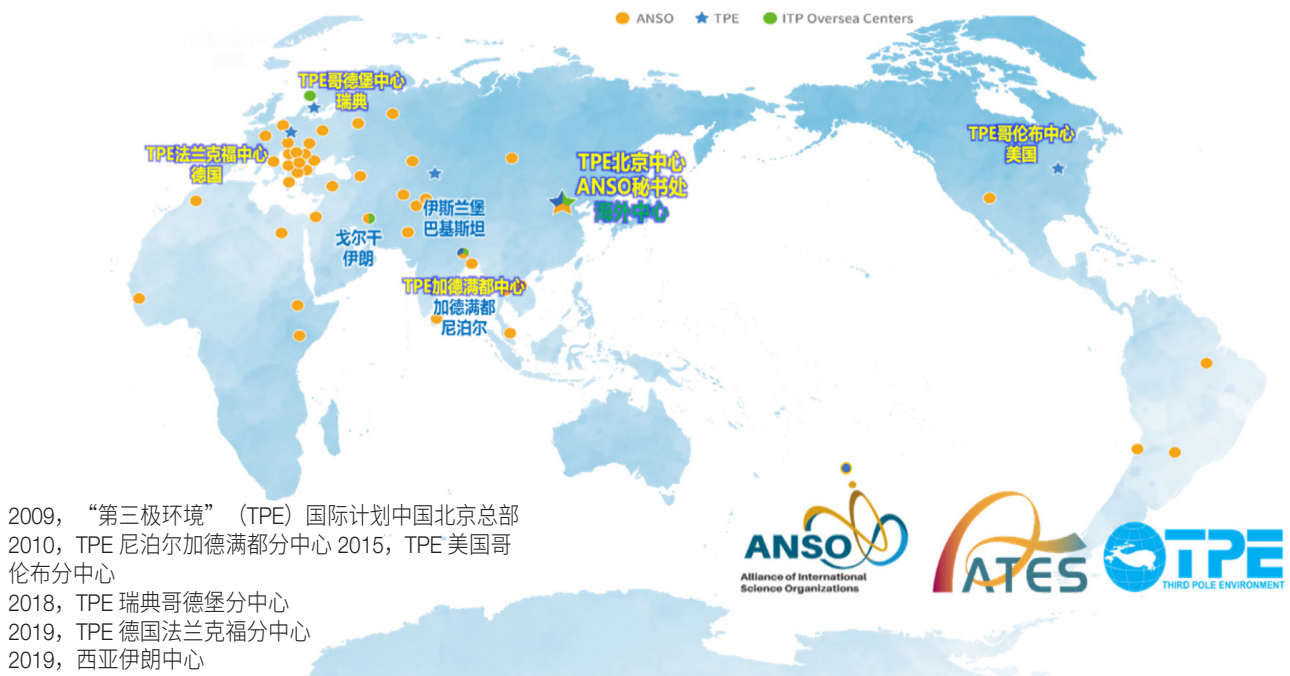 ANSO TPE ITP Oversea Centers
TPE哥德堡中心
瑞典
TPE法兰克福中心
德国
TPE哥伦布中心
美国
TPE北京中心
ANSO秘书处
海外中心
伊斯兰堡
巴基斯坦
戈尔干
伊朗
TPE加德满都中心
加德满都
尼泊尔
2009，“第三极环境”（TPE）国际计划中国北京总部
2010，TPE 尼泊尔加德满都分中心 2015，TPE 美国哥
伦布分中心
2018，TPE 瑞典哥德堡分中心
2019，TPE 德国法兰克福分中心
2019，西亚伊朗中心
ANSO
Alliance of International
Science Organizations
ATES
TPE
THIRD POLE ENVIRONMENT